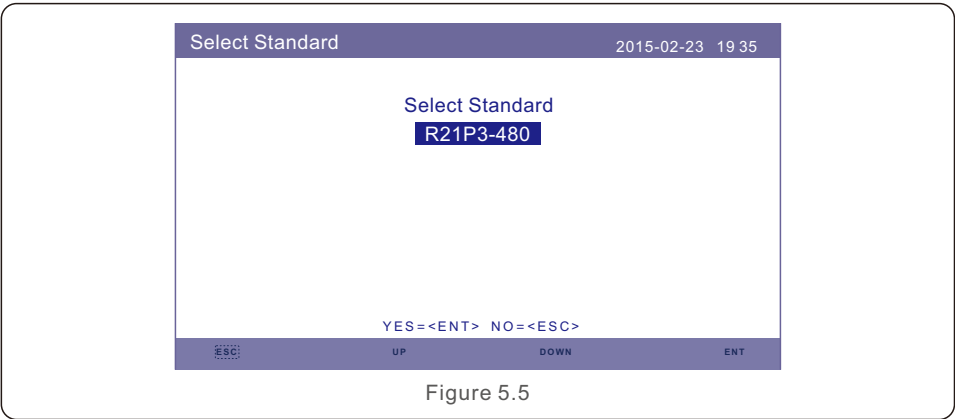 Select Standard 2015-02-23 19 35
Select Standard
R21P3-480
YES=<ENT> NO=<ESC>
ESC UP DOWN ENT
Figure 5.5